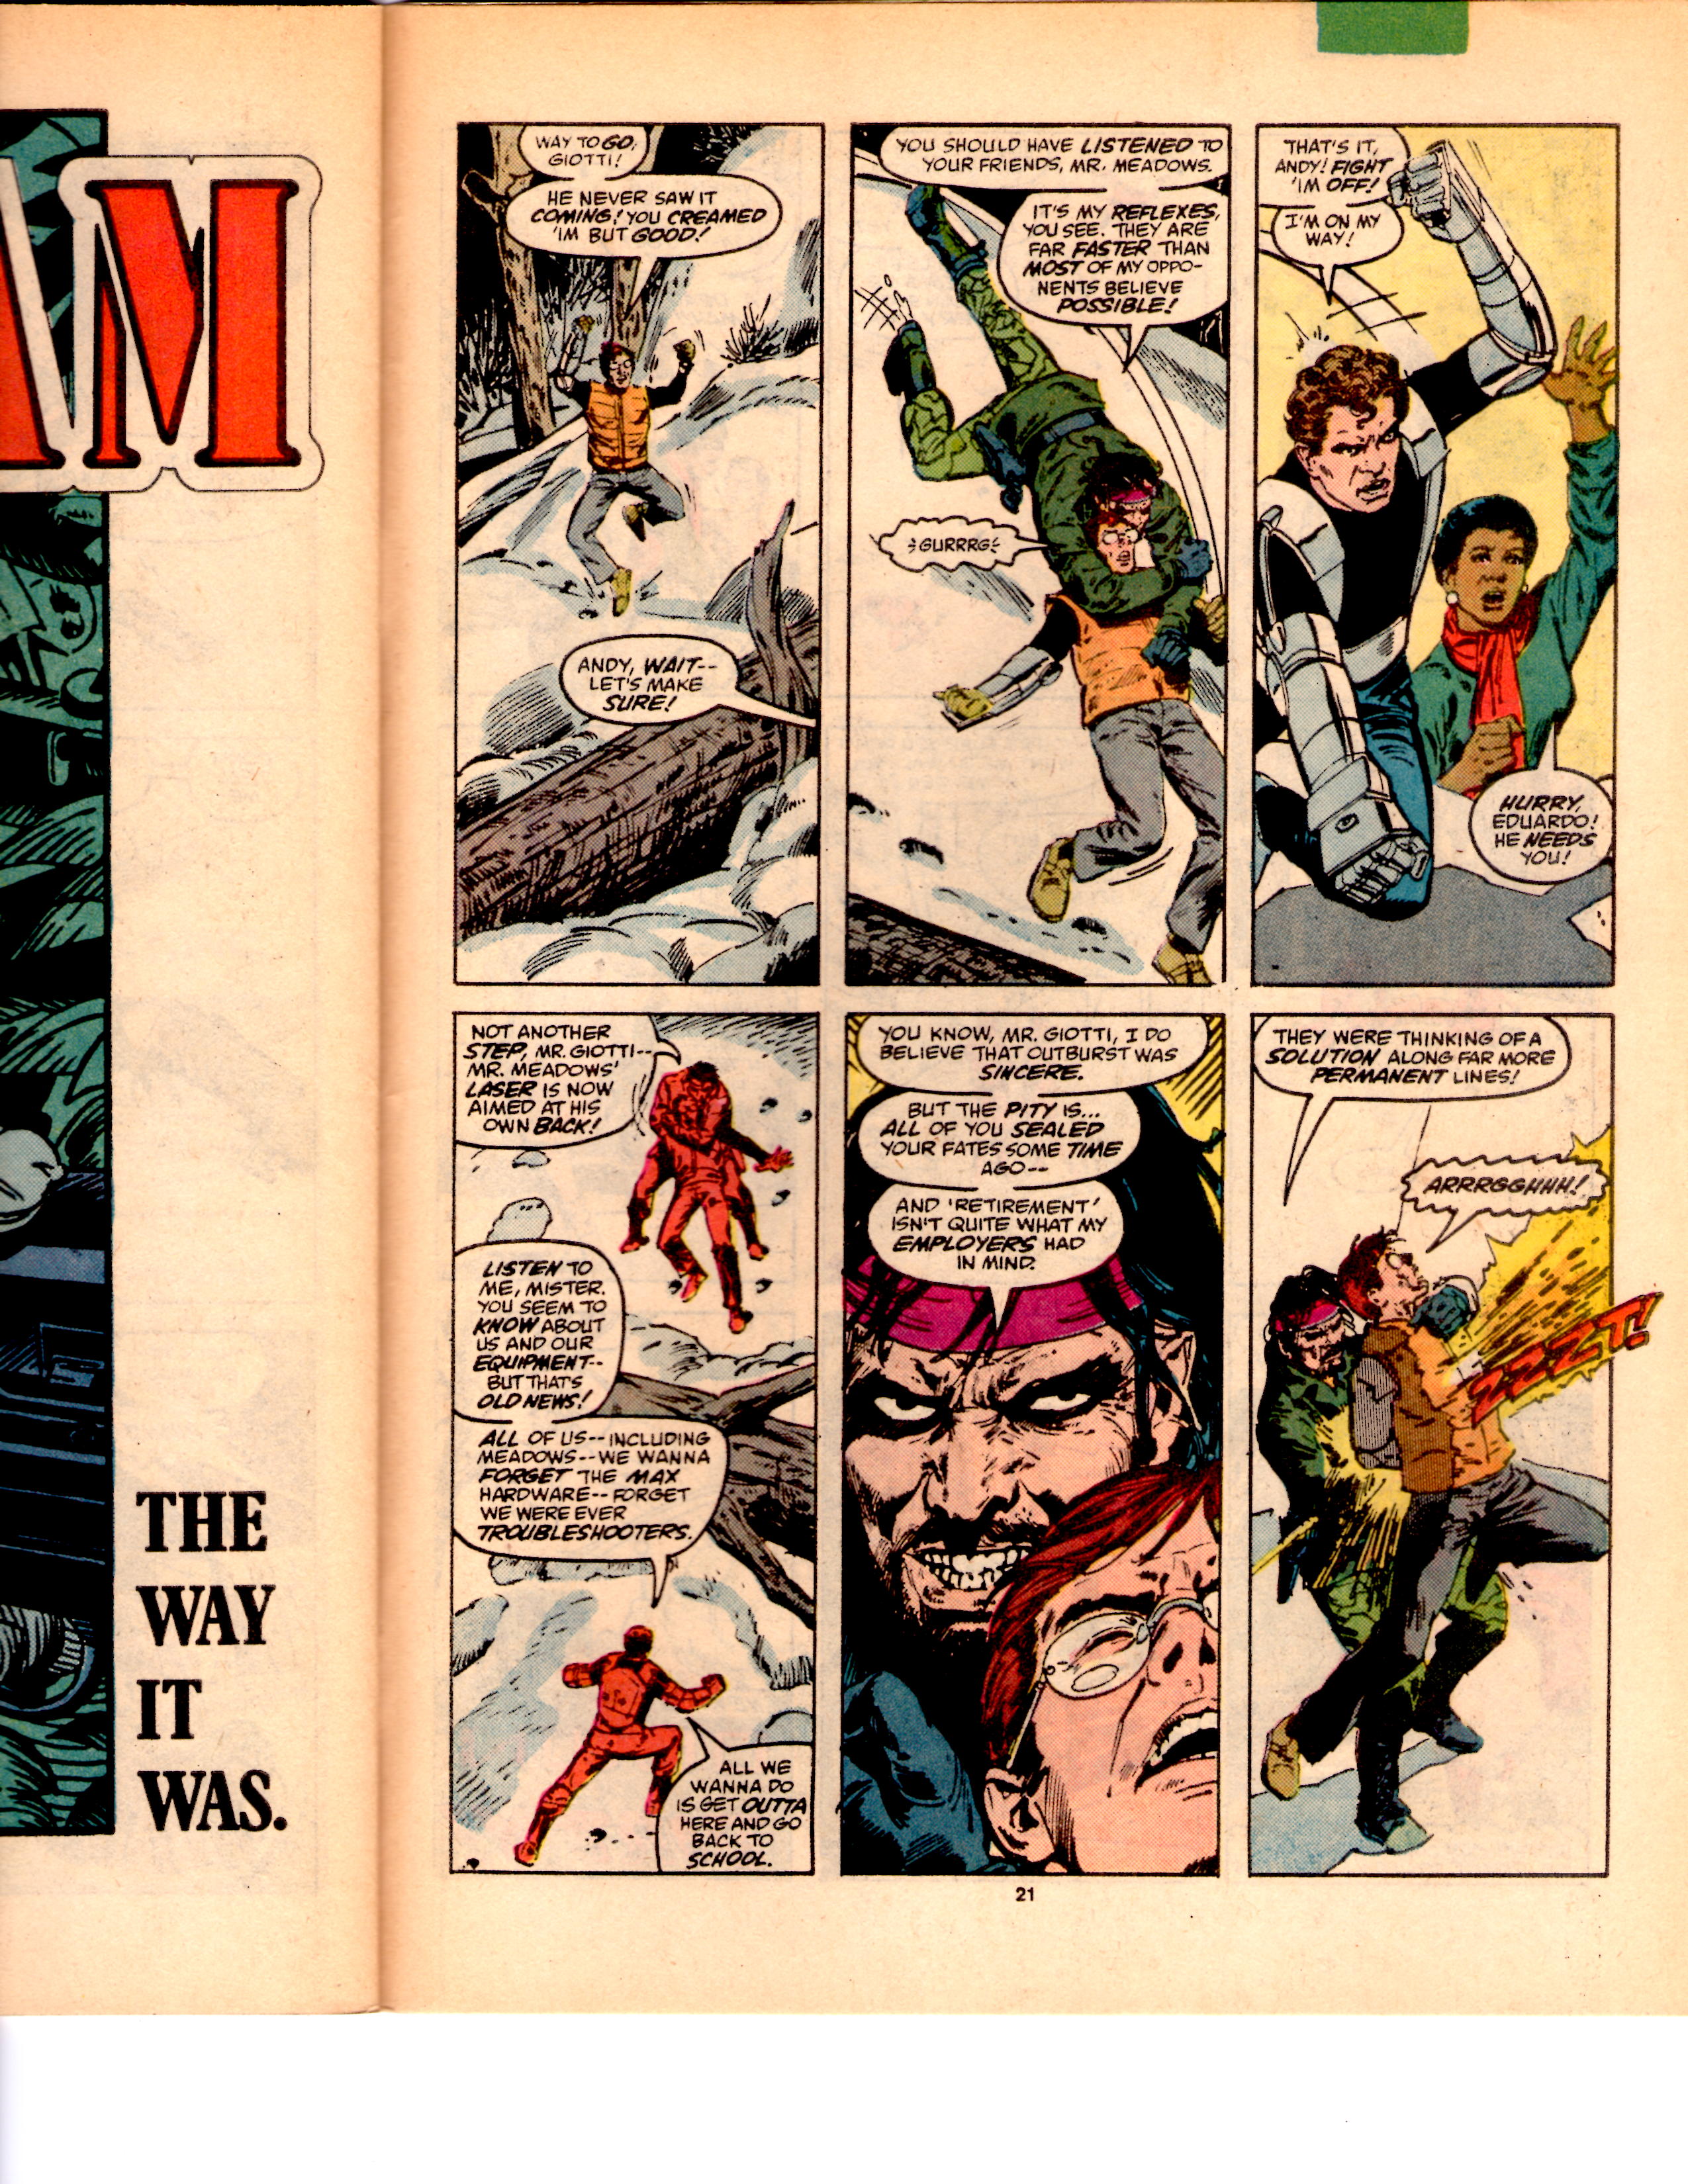 AM
THE
WAY
IT
WAS.
WAY TO GO,
GIOTTI!
HE NEVER SAW IT
COMING! YOU CREAMED
'IM BUT GOOD!
ANDY, WAIT--
LET'S MAKE
SURE!
YOU SHOULD HAVE LISTENED TO
YOUR FRIENDS, MR. MEADOWS.
IT'S MY REFLEXES,
YOU SEE. THEY ARE
FAR FASTER THAN
MOST OF MY OPPO-
NENTS BELIEVE
POSSIBLE!
GURRRG
THAT'S IT,
ANDY! FIGHT
'IM OFF!
I'M ON MY
WAY!
HURRY,
EDUARDO!
HE NEEDS
YOU!
NOT ANOTHER
STEP, MR. GIOTTI--
MR. MEADOWS'
LASER IS NOW
AIMED AT HIS
OWN BACK!
LISTEN TO
ME, MISTER.
YOU SEEM TO
KNOW ABOUT
US AND OUR
EQUIPMENT--
BUT THAT'S
OLD NEWS!
ALL OF US--INCLUDING
MEADOWS--WE WANNA
FORGET THE MAX
HARDWARE--FORGET
WE WERE EVER
TROUBLESHOOTERS.
ALL WE
WANNA DO
IS GET OUTTA
HERE AND GO
BACK TO
SCHOOL.
YOU KNOW, MR. GIOTTI, I DO
BELIEVE THAT OUTBURST WAS
SINCERE.
BUT THE PITY IS...
ALL OF YOU SEALED
YOUR FATES SOME TIME
AGO--
AND 'RETIREMENT'
ISN'T QUITE WHAT MY
EMPLOYERS HAD
IN MIND.
THEY WERE THINKING OF A
SOLUTION ALONG FAR MORE
PERMANENT LINES!
ARRRGGHHH!
ZZZT!
21